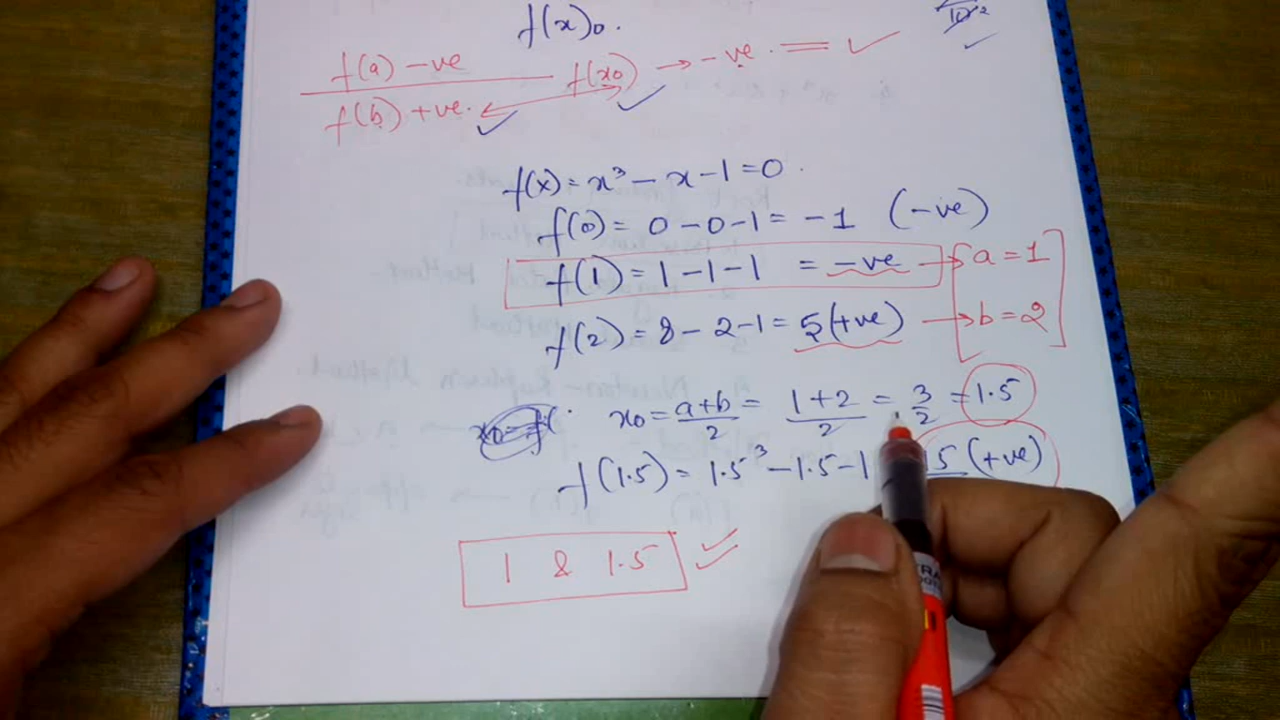 f(x)₀.
f(a) -ve
f(b) +ve.
f(x₀) → -ve. = ✓
f(x) = x³ - x - 1 = 0.
f(0) = 0 - 0 - 1 = -1 (-ve)
f(1) = 1 - 1 - 1 = -ve → a = 1
f(2) = 8 - 2 - 1 = 5 (+ve) → b = 2
x₀ = a+b/2 = 1+2/2 = 3/2 = 1.5
f(1.5) = 1.5³ - 1.5 - 1 5 (+ve)
1 & 1.5